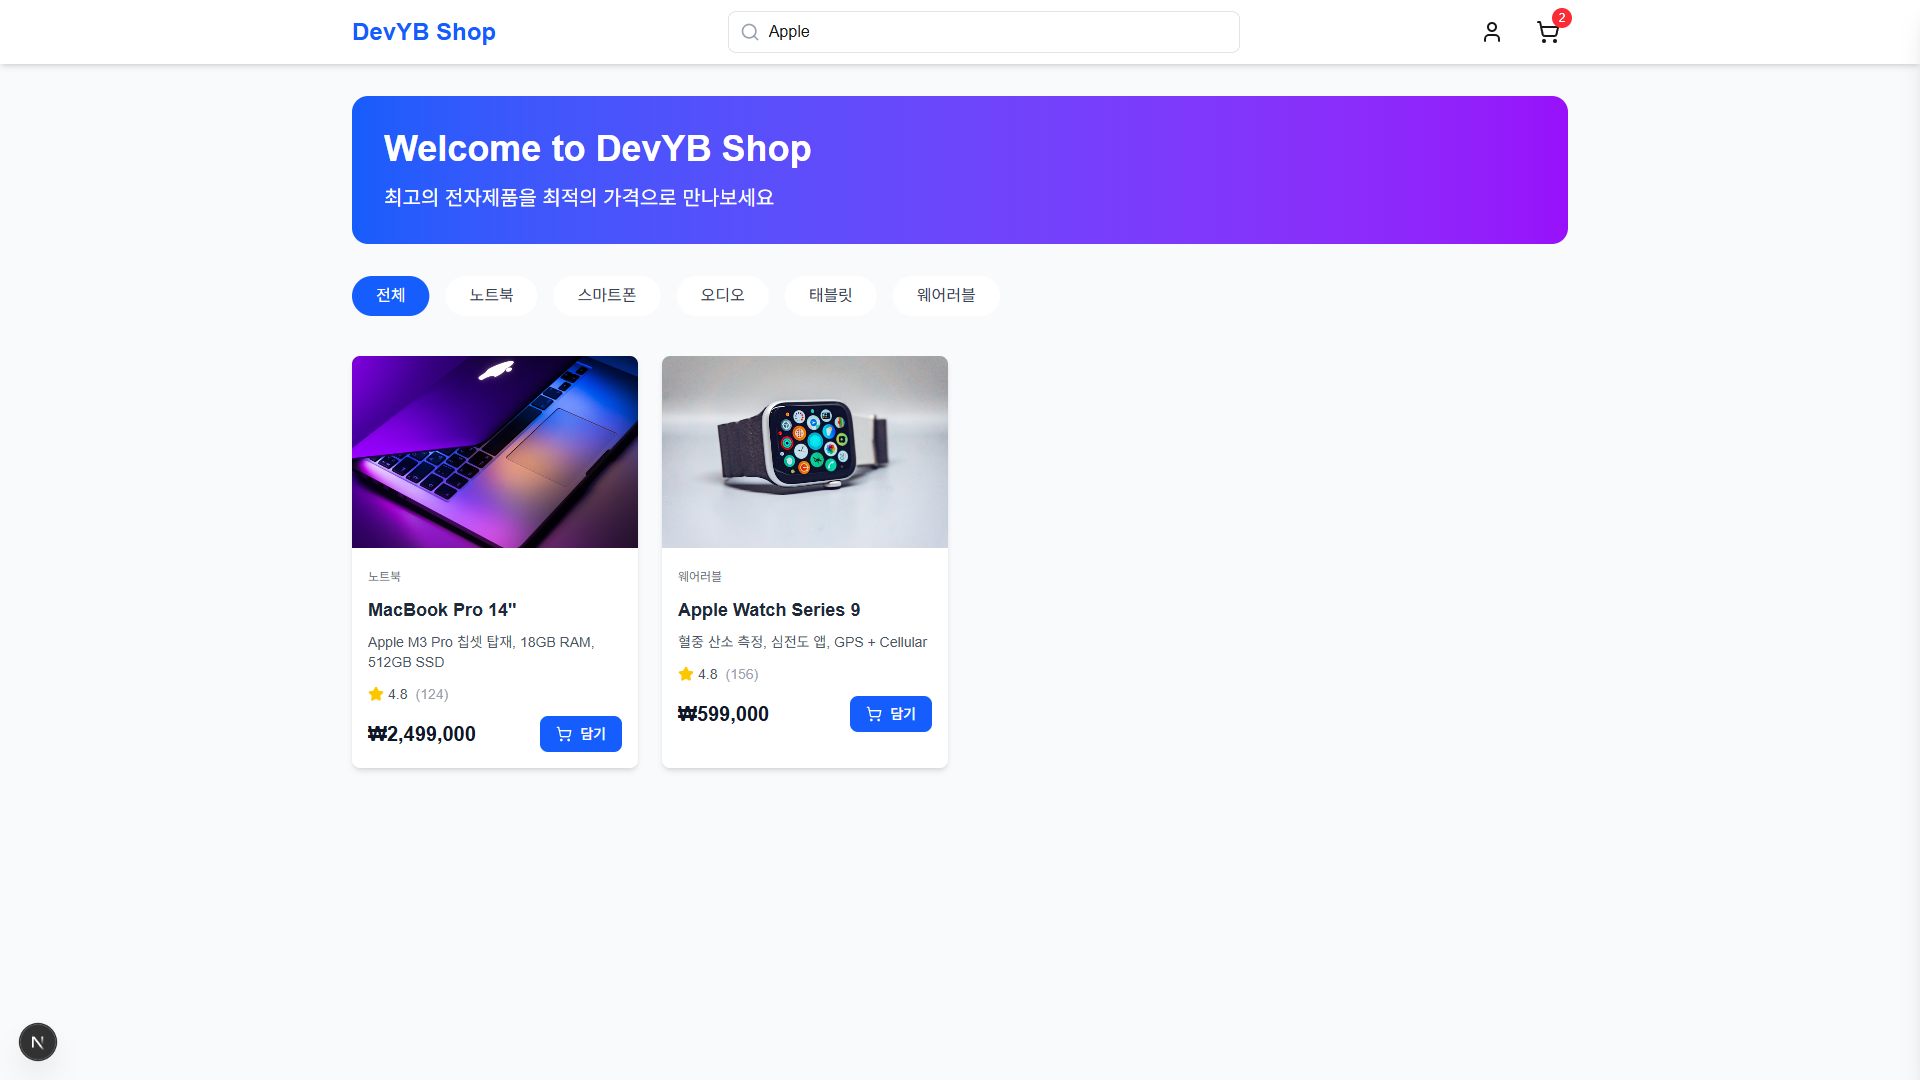 DevYB Shop
Apple
2
Welcome to DevYB Shop
최고의 전자제품을 최적의 가격으로 만나보세요
전체
노트북
스마트폰
오디오
태블릿
웨어러블
노트북
MacBook Pro 14"
Apple M3 Pro 칩셋 탑재, 18GB RAM,
512GB SSD
4.8 (124)
₩2,499,000
담기
웨어러블
Apple Watch Series 9
혈중 산소 측정, 심전도 앱, GPS + Cellular
4.8 (156)
₩599,000
담기
N